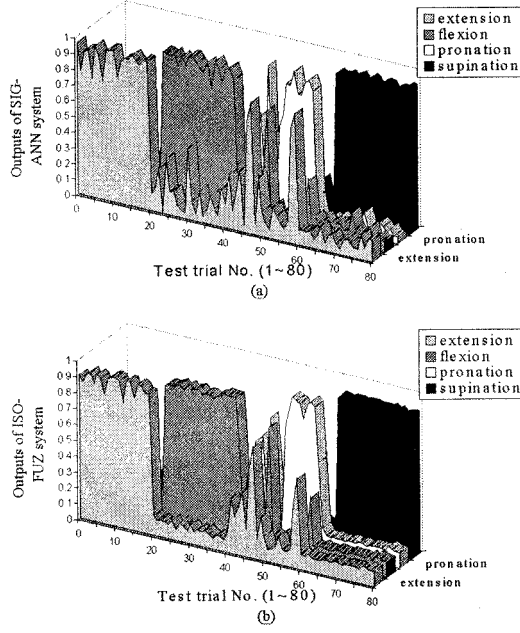 extension
flexion
pronation
supination
Outputs of SIG-
ANN system
1
0.9
0.8
0.7
0.6
0.5
0.4
0.3
0.2
0.1
0
0
10
20
30
40
50
60
70
80
pronation
extension
Test trial No. (1~80)
(a)
extension
flexion
pronation
supination
Outputs of ISO-
FUZ system
1
0.9
0.8
0.7
0.6
0.5
0.4
0.3
0.2
0.1
0
0
10
20
30
40
50
60
70
80
pronation
extension
Test trial No. (1~80)
(b)